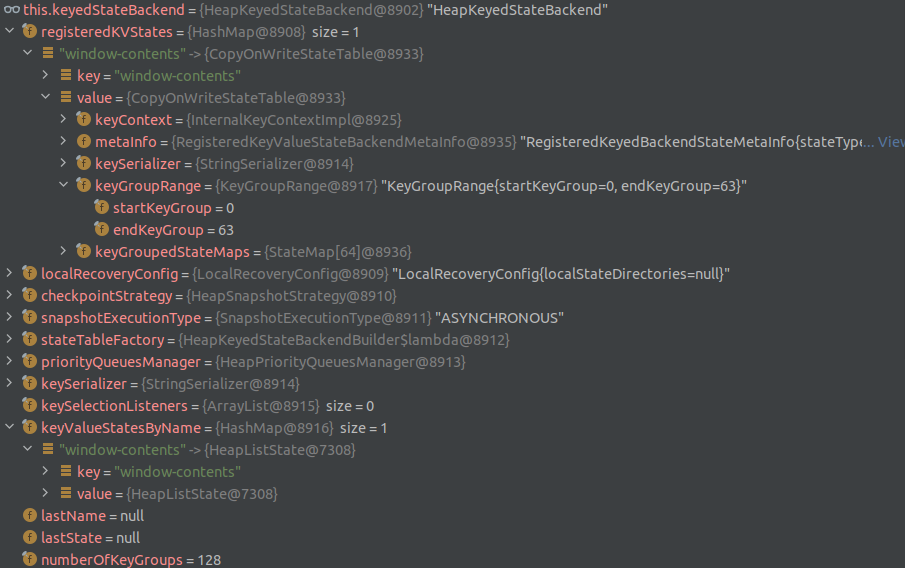 this.keyedStateBackend = {HeapKeyedStateBackend@8902} "HeapKeyedStateBackend"
registeredKVStates = {HashMap@8908} size = 1
"window-contents" -> {CopyOnWriteStateTable@8933}
key = "window-contents"
value = {CopyOnWriteStateTable@8933}
keyContext = {InternalKeyContextImpl@8925}
metaInfo = {RegisteredKeyValueStateBackendMetaInfo@8935} "RegisteredKeyedBackendStateMetaInfo{stateType... View
keySerializer = {StringSerializer@8914}
keyGroupRange = {KeyGroupRange@8917} "KeyGroupRange{startKeyGroup=0, endKeyGroup=63}"
startKeyGroup = 0
endKeyGroup = 63
keyGroupedStateMaps = {StateMap[64]@8936}
localRecoveryConfig = {LocalRecoveryConfig@8909} "LocalRecoveryConfig{localStateDirectories=null}"
checkpointStrategy = {HeapSnapshotStrategy@8910}
snapshotExecutionType = {SnapshotExecutionType@8911} "ASYNCHRONOUS"
stateTableFactory = {HeapKeyedStateBackendBuilder$lambda@8912}
priorityQueuesManager = {HeapPriorityQueuesManager@8913}
keySerializer = {StringSerializer@8914}
keySelectionListeners = {ArrayList@8915} size = 0
keyValueStatesByName = {HashMap@8916} size = 1
"window-contents" -> {HeapListState@7308}
key = "window-contents"
value = {HeapListState@7308}
lastName = null
lastState = null
numberOfKeyGroups = 128